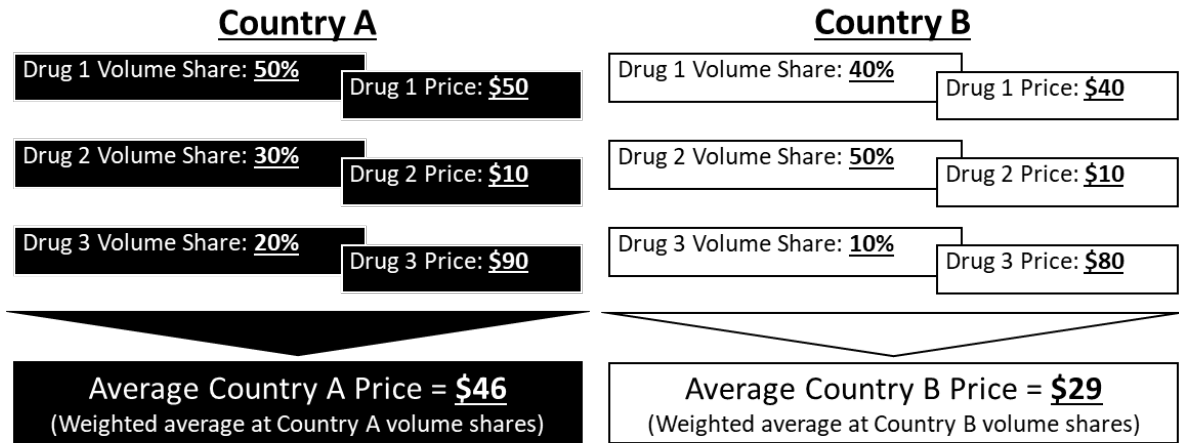 Country A
Drug 1 Volume Share: 50%
Drug 1 Price: $50
Drug 2 Volume Share: 30%
Drug 2 Price: $10
Drug 3 Volume Share: 20%
Drug 3 Price: $90
Average Country A Price = $46
(Weighted average at Country A volume shares)
Country B
Drug 1 Volume Share: 40%
Drug 1 Price: $40
Drug 2 Volume Share: 50%
Drug 2 Price: $10
Drug 3 Volume Share: 10%
Drug 3 Price: $80
Average Country B Price = $29
(Weighted average at Country B volume shares)